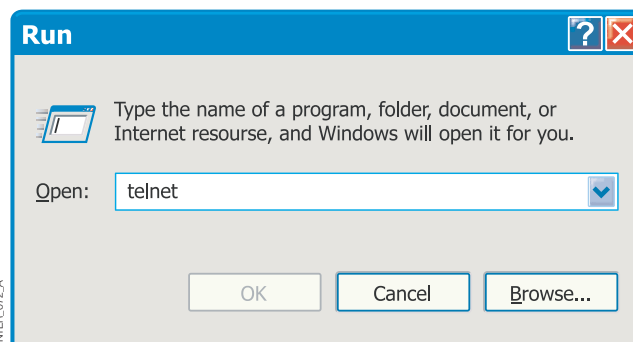 Run
?
Type the name of a program, folder, document, or
Internet resourse, and Windows will open it for you.
Open: telnet
OK Cancel Browse...